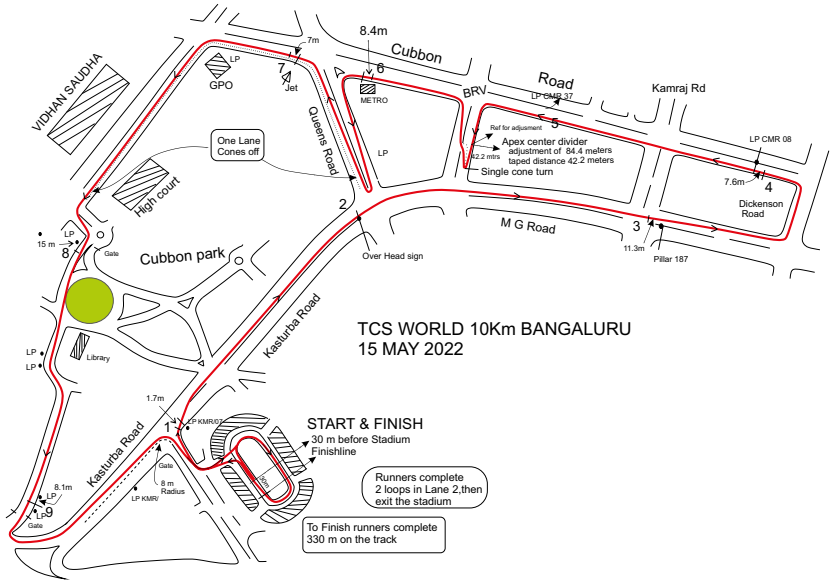 7m
8.4m
Cubbon
Road
VIDHAN SAUDHA
GPO
LP
7
Jet
6
METRO
BRV
LP CMR 37
Kamraj Rd
5
Ref for adjusment
Apex center divider
adjustment of 84.4 meters
taped distance 42.2 meters
42.2 mtrs
Single cone turn
LP CMR 08
7.6m
4
Dickenson
Road
One Lane
Cones off
Queens Road
LP
High court
2
Over Head sign
M G Road
3
11.3m
Pillar 187
LP
15 m
8
Gate
Cubbon park
Kasturba Road
TCS WORLD 10Km BANGALURU
15 MAY 2022
LP
LP
Library
1.7m
1
LP KMR/07
START & FINISH
30 m before Stadium
Finishline
Kasturba Road
Gate
8 m
Radius
LP KMR/
30m
Runners complete
2 loops in Lane 2,then
exit the stadium
To Finish runners complete
330 m on the track
8.1m
LP
LP
9
Gate